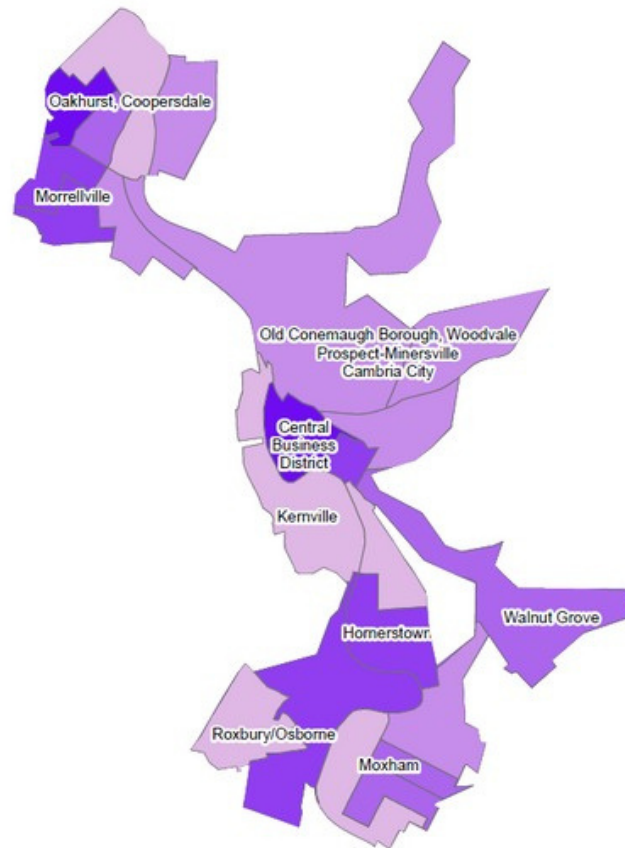 Oakhurst, Coopersdale
Morrellville
Old Conemaugh Borough, Woodvale
Prospect-Minersville
Cambria City
Central
Business
District
Kernville
Hornerstown
Walnut Grove
Roxbury/Osborne
Moxham